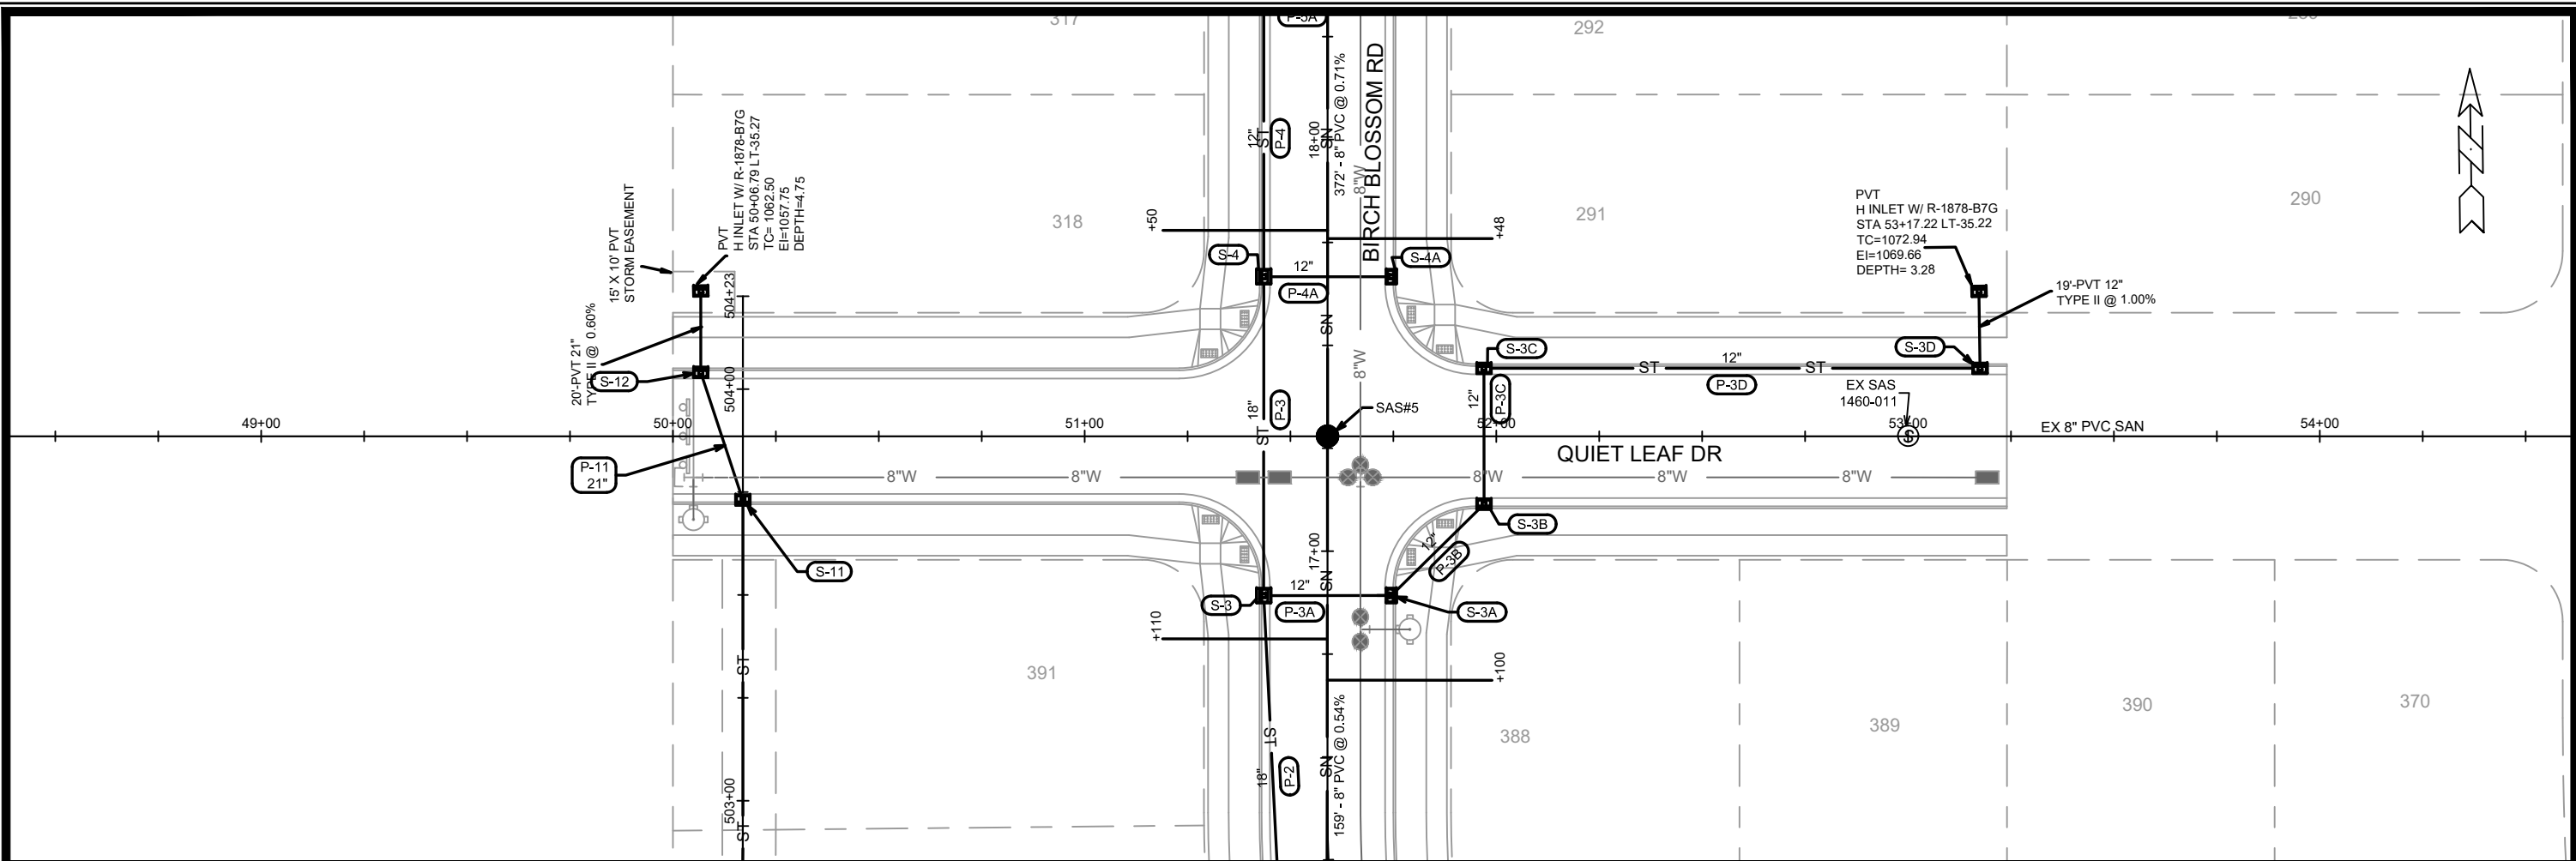 317
P-5A
292
BIRCH BLOSSOM RD
372' - 8" PVC @ 0.71%
18+00
SN
12"
ST
P-4
8"W
318
291
290
+50
+48
15' X 10' PVT
STORM EASEMENT
PVT
H INLET W/ R-1878-B7G
STA 50+06.79 LT-35.27
TC= 1062.50
EI=1057.75
DEPTH=4.75
PVT
H INLET W/ R-1878-B7G
STA 53+17.22 LT-35.22
TC=1072.94
EI=1069.66
DEPTH= 3.28
S-4
12"
S-4A
P-4A
504+23
19'-PVT 12"
TYPE II @ 1.00%
20'-PVT 21"
TYPE II @ 0.60%
SN
S-12
504+00
8"W
S-3C
ST
12"
ST
S-3D
P-3D
EX SAS
1460-011
18"
P-3
ST
12"
P-3C
SAS#5
49+00
50+00
51+00
52+00
53+00
54+00
S
EX 8" PVC SAN
QUIET LEAF DR
P-11
21"
8"W
8"W
8"W
8"W
8"W
S-11
S-3B
17+00
SN
12"
P-3B
S-3
12"
P-3A
S-3A
+110
+100
391
ST
388
389
390
370
ST
18"
P-2
SN
159' - 8" PVC @ 0.54%
503+00
ST